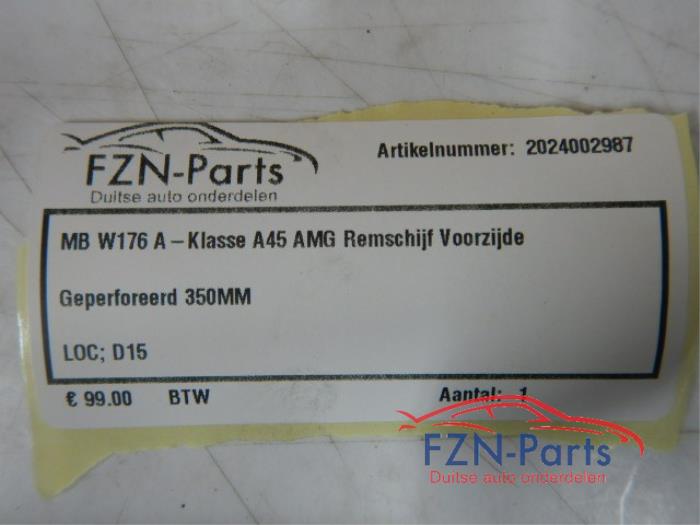 FZN-Parts
Duitse auto onderdelen
Artikelnummer: 2024002987
MB W176 A – Klasse A45 AMG Remschijf Voorzijde
Geperforeerd 350MM
LOC; D15
€ 99.00 BTW Aantal: 1
FZN-Parts
Duitse auto onderdelen